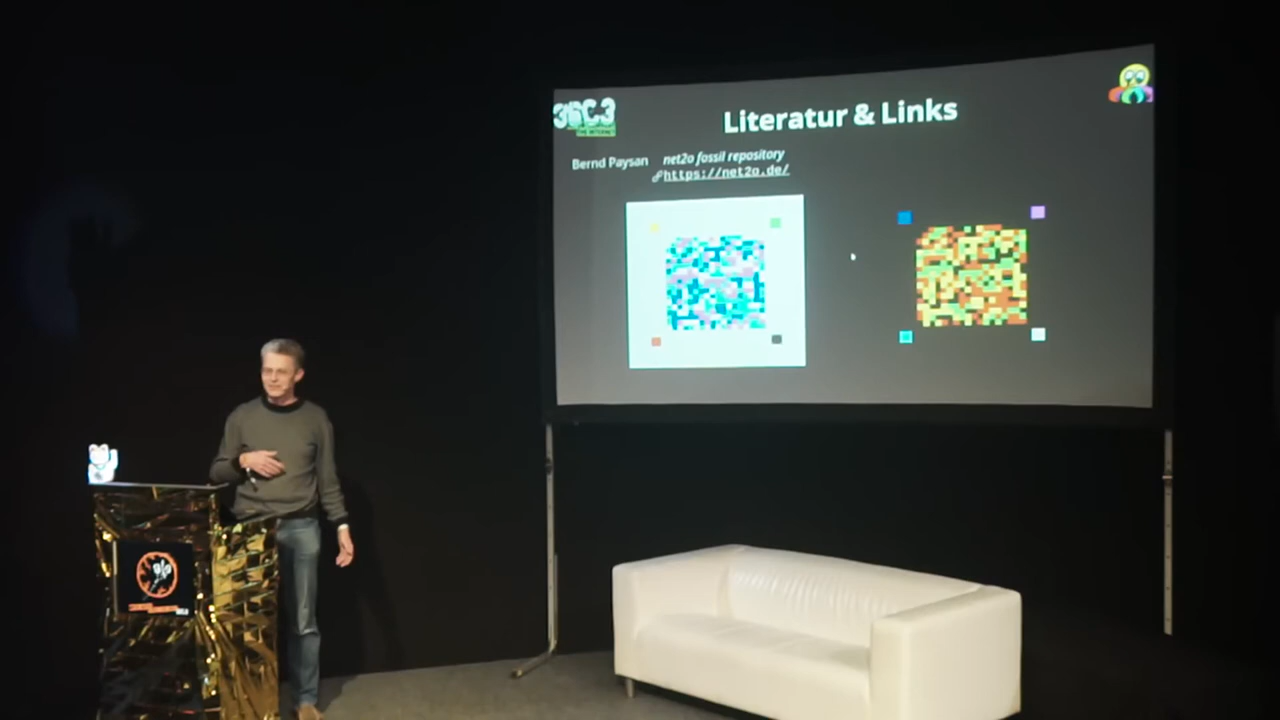 36C3
Literatur & Links
Bernd Paysan
net2o fossil repository
https://net2o.de/